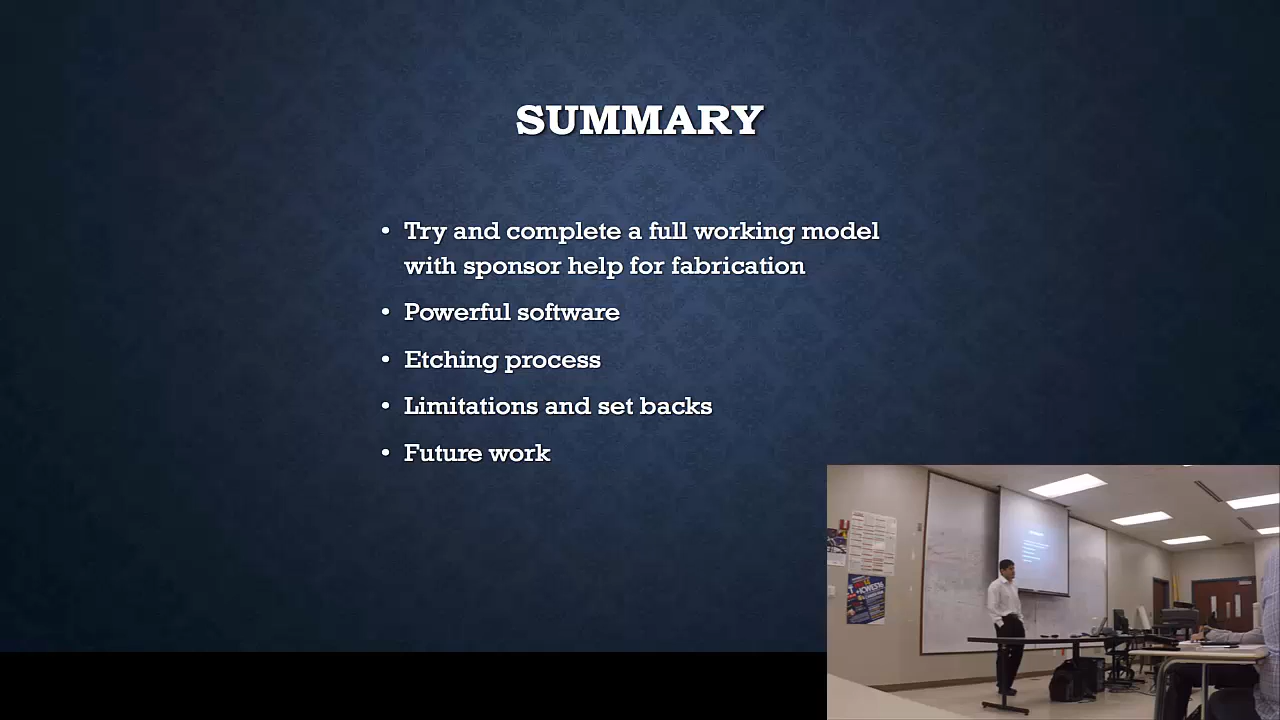 SUMMARY
• Try and complete a full working model
with sponsor help for fabrication
• Powerful software
• Etching process
• Limitations and set backs
• Future work